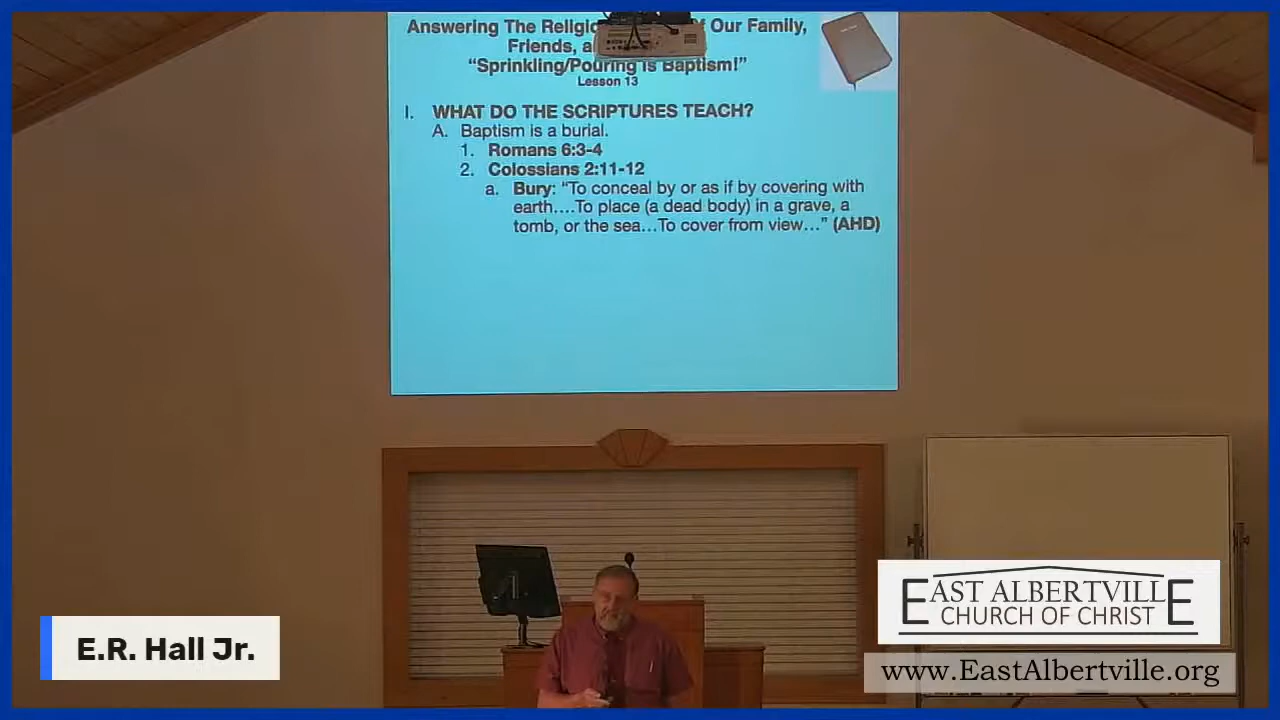 Answering The Religio Our Family,
Friends, a
“Sprinkling/Pouring Is Baptism!”
Lesson 13
I. WHAT DO THE SCRIPTURES TEACH?
A. Baptism is a burial.
1. Romans 6:3-4
2. Colossians 2:11-12
a. Bury: “To conceal by or as if by covering with
earth….To place (a dead body) in a grave, a
tomb, or the sea…To cover from view…” (AHD)
E.R. Hall Jr.
EAST ALBERTVILLE
CHURCH OF CHRIST
www.EastAlbertville.org